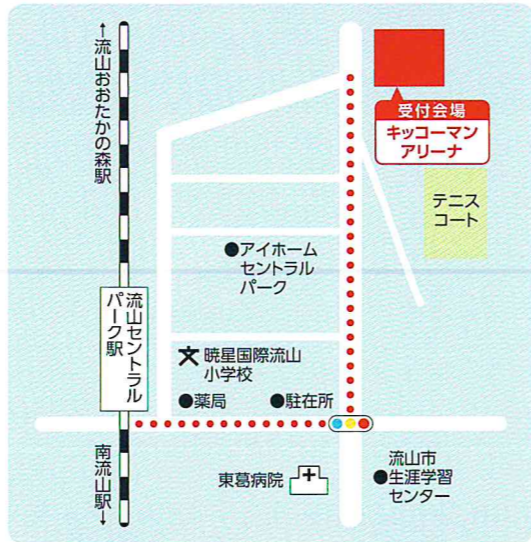 ←流山おおたかの森駅
受付会場
キッコーマン
アリーナ
テニス
コート
●アイホーム
セントラル
パーク
流山セントラル
パーク駅
文 暁星国際流山
小学校
●薬局
●駐在所
南流山駅→
東葛病院
流山市
●生涯学習
センター